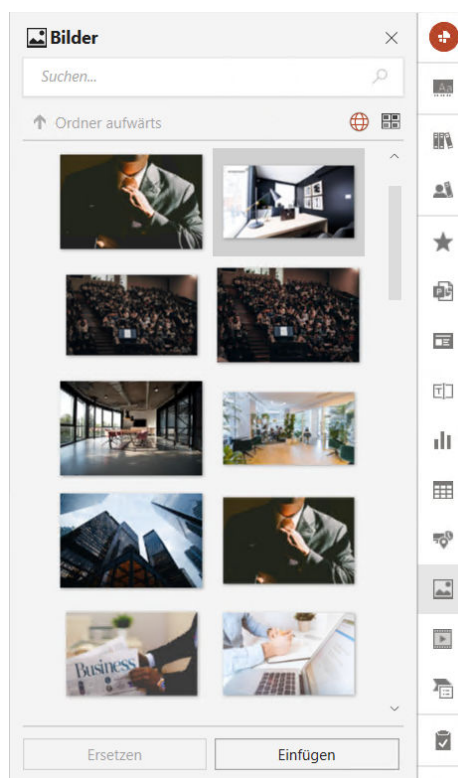 Bilder
Suchen...
Ordner aufwärts
Business
Ersetzen
Einfügen